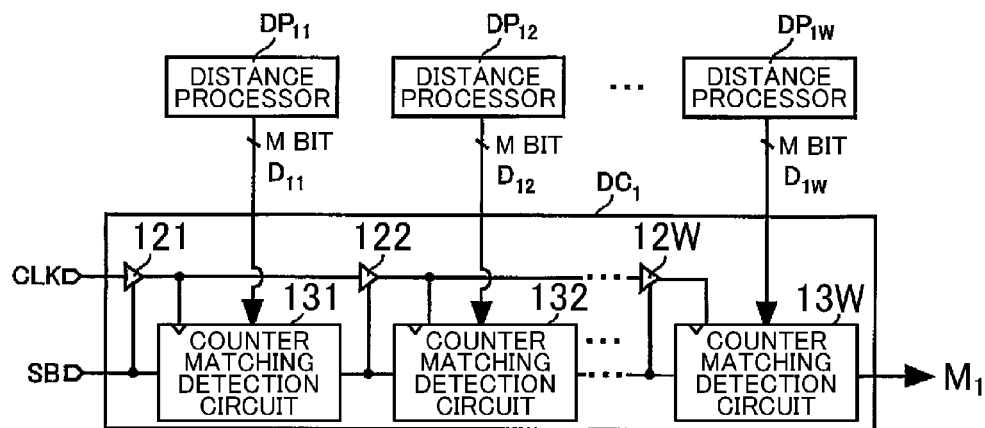 DP₁₁ DP₁₂ DP₁W
DISTANCE PROCESSOR DISTANCE PROCESSOR ... DISTANCE PROCESSOR
M BIT M BIT M BIT
D₁₁ D₁₂ DC₁ D₁W
121 122 12W
CLK
131 132 13W
COUNTER MATCHING DETECTION CIRCUIT COUNTER MATCHING DETECTION CIRCUIT ... COUNTER MATCHING DETECTION CIRCUIT
SB M₁